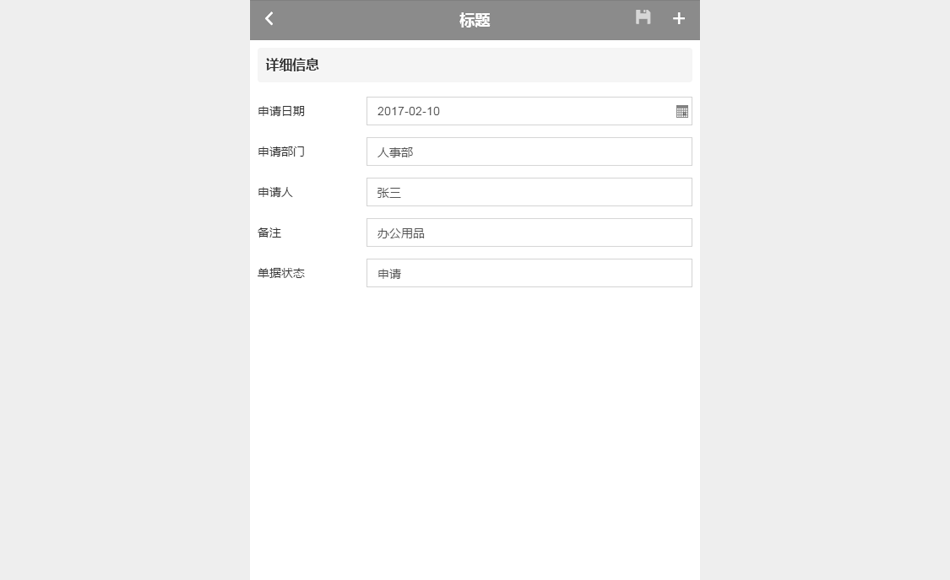 标题
详细信息
申请日期 2017-02-10
申请部门 人事部
申请人 张三
备注 办公用品
单据状态 申请